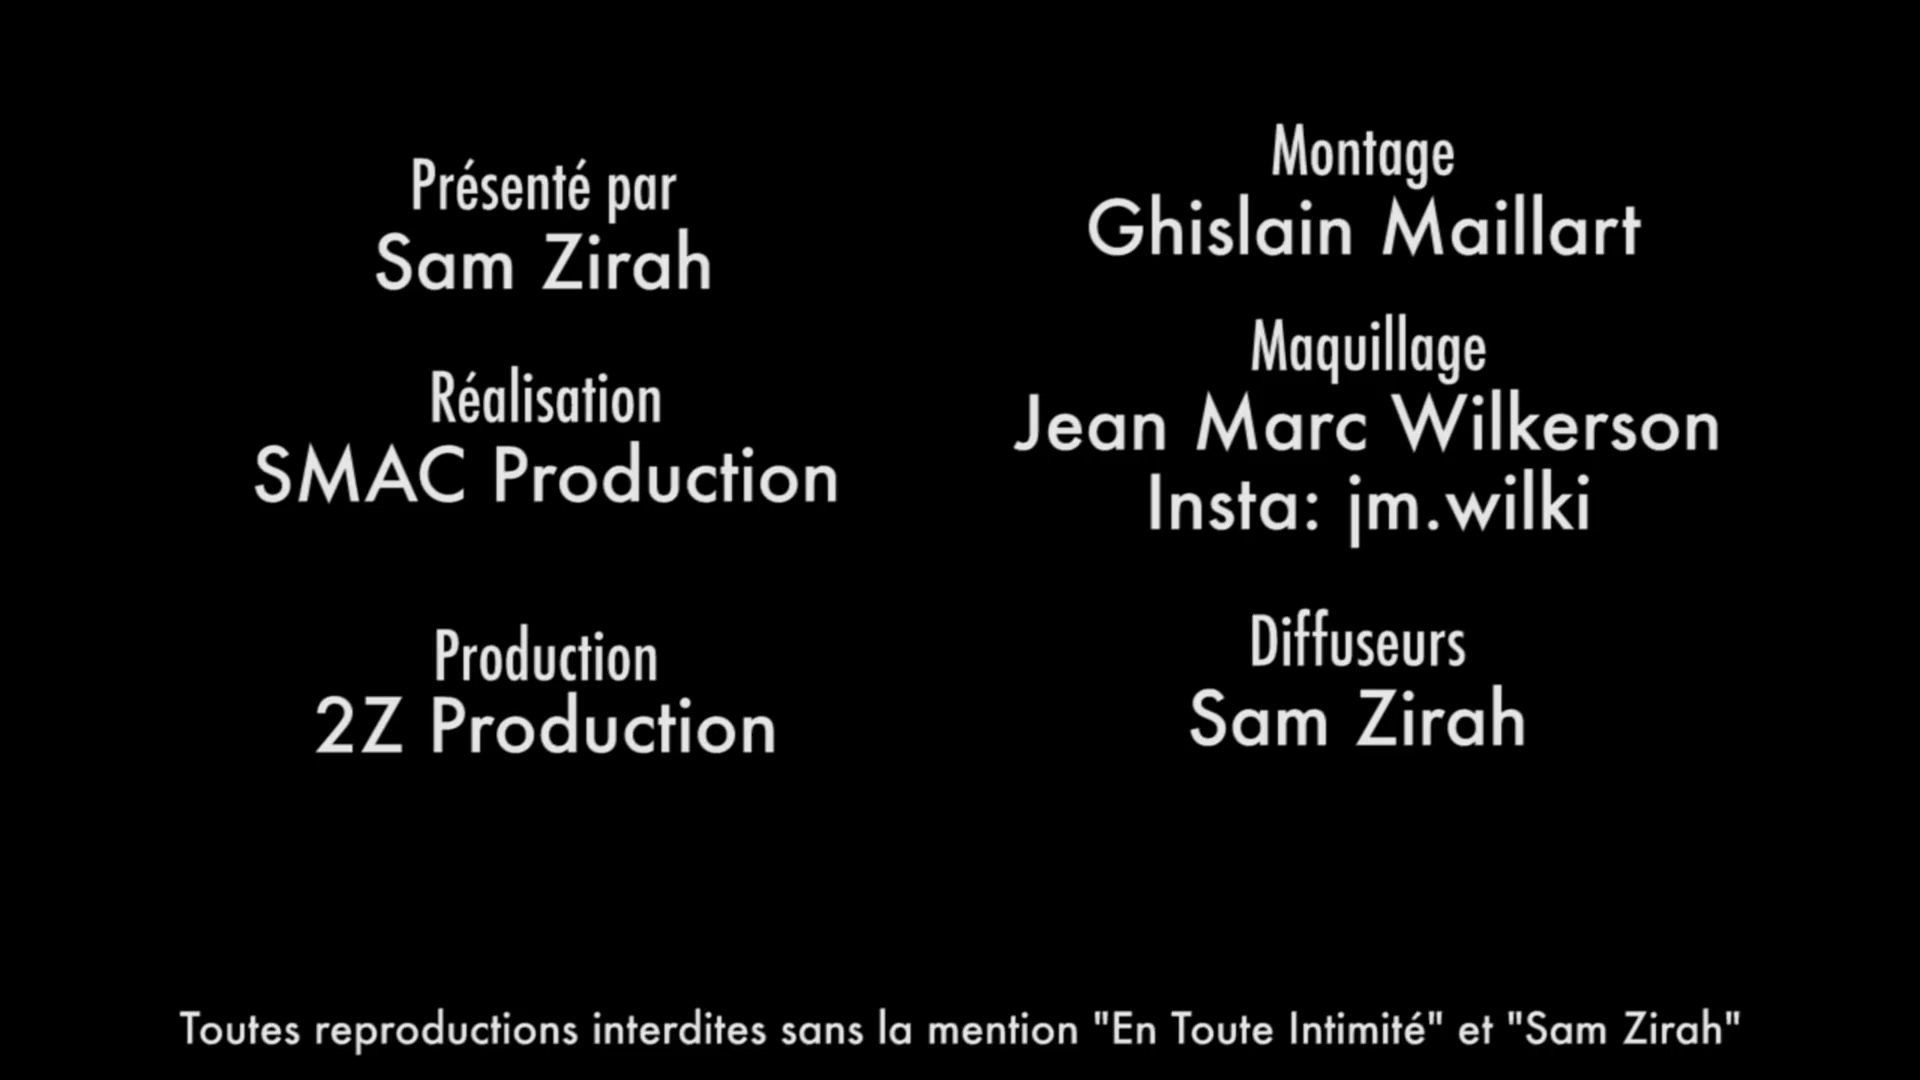 Présenté par
Sam Zirah
Réalisation
SMAC Production
Production
2Z Production
Montage
Ghislain Maillart
Maquillage
Jean Marc Wilkerson
Insta: jm.wilki
Diffuseurs
Sam Zirah
Toutes reproductions interdites sans la mention "En Toute Intimité" et "Sam Zirah"